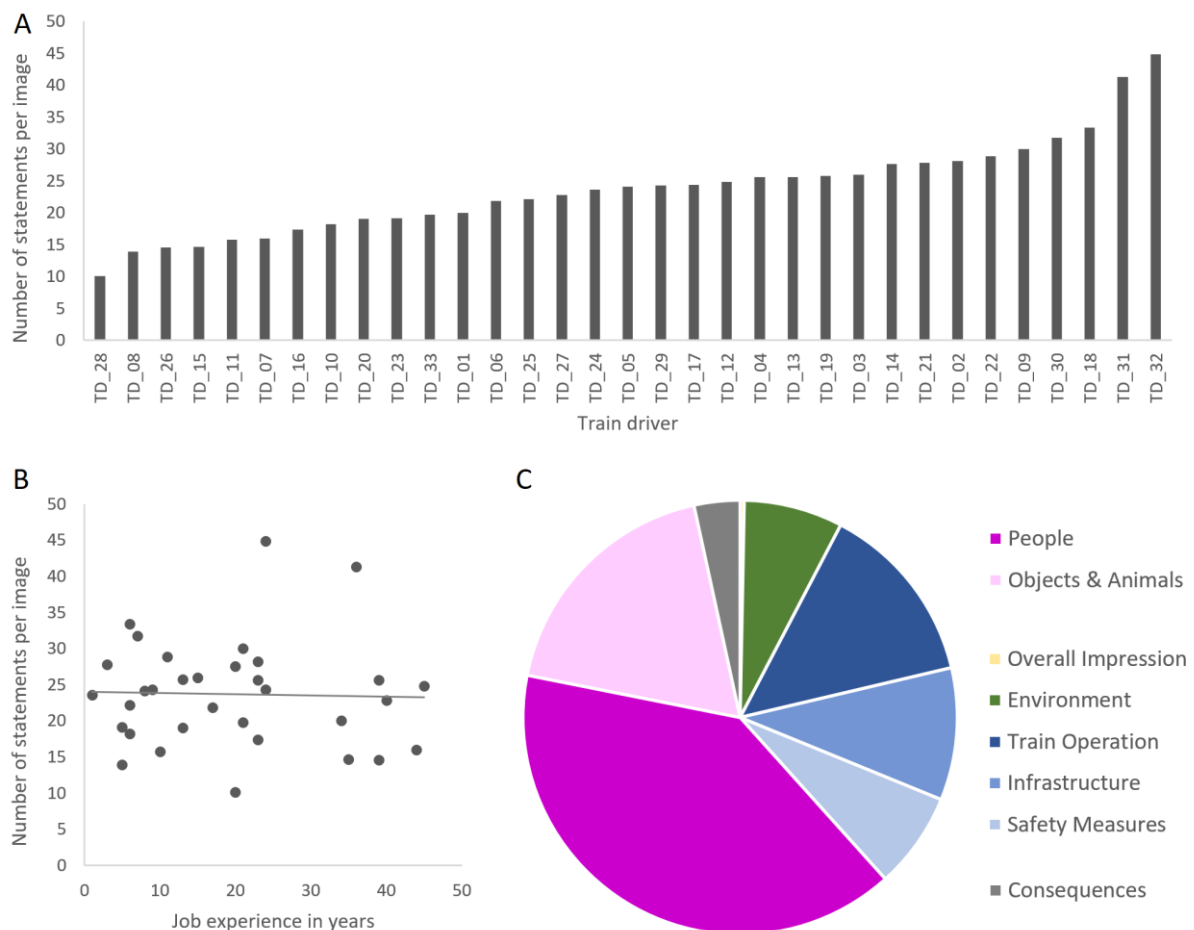 A
50
45
40
35
30
25
20
15
10
5
0
Number of statements per image
TD_28 TD_08 TD_26 TD_15 TD_11 TD_07 TD_16 TD_10 TD_20 TD_23 TD_33 TD_01 TD_06 TD_25 TD_27 TD_24 TD_05 TD_29 TD_17 TD_12 TD_04 TD_13 TD_19 TD_03 TD_14 TD_21 TD_02 TD_22 TD_09 TD_30 TD_18 TD_31 TD_32
Train driver
B
50
45
40
35
30
25
20
15
10
5
0
Number of statements per image
0 10 20 30 40 50
Job experience in years
C
People
Objects & Animals
Overall Impression
Environment
Train Operation
Infrastructure
Safety Measures
Consequences